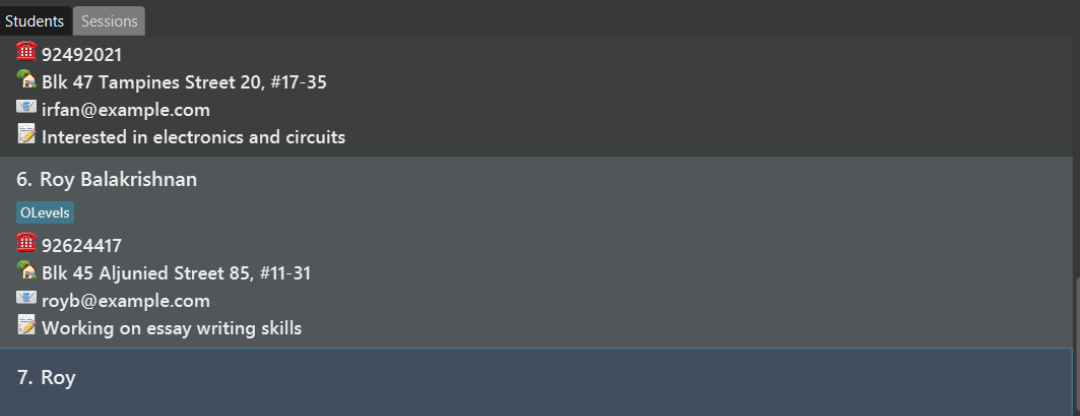 Students Sessions
92492021
Blk 47 Tampines Street 20, #17-35
irfan@example.com
Interested in electronics and circuits
6. Roy Balakrishnan
OLevels
92624417
Blk 45 Aljunied Street 85, #11-31
royb@example.com
Working on essay writing skills
7. Roy